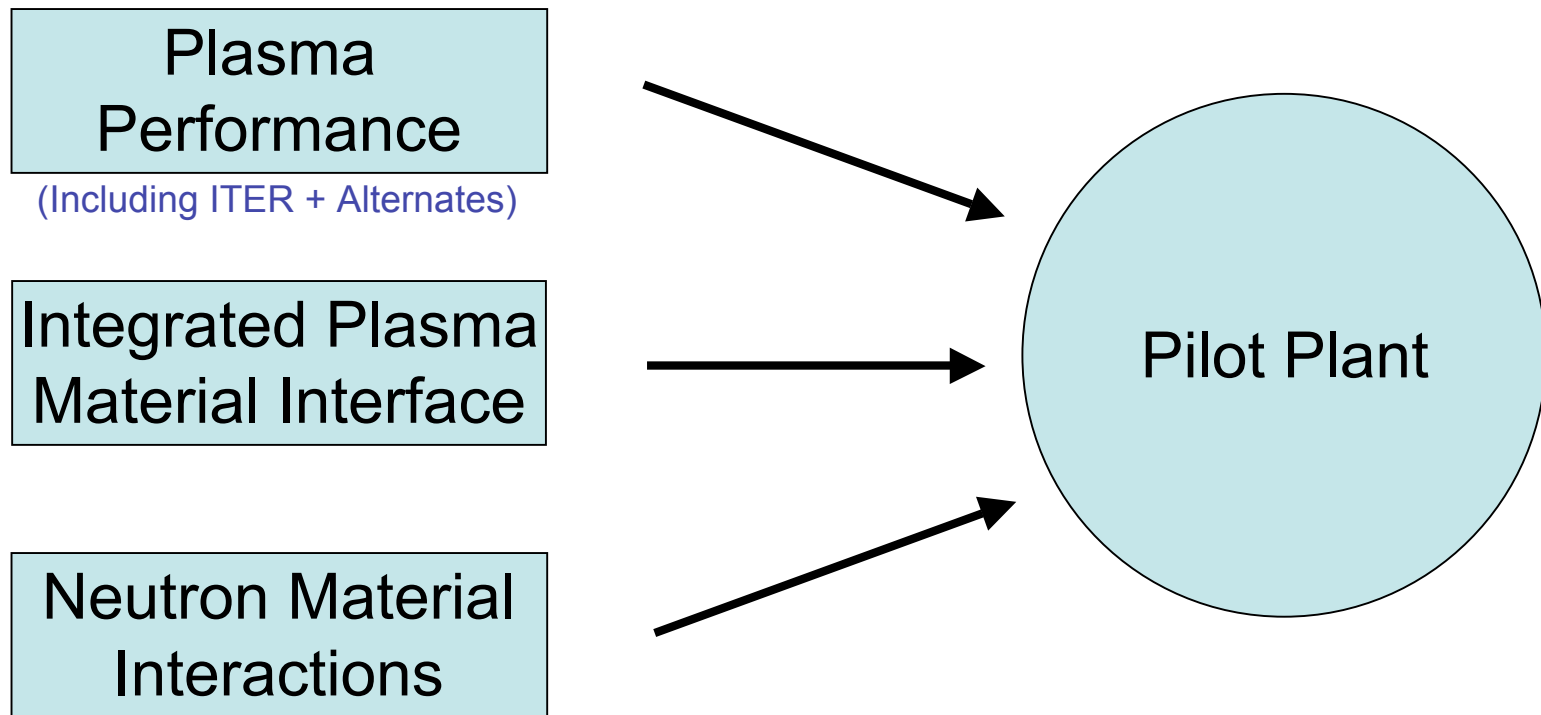 Plasma
Performance
(Including ITER + Alternates)
Integrated Plasma
Material Interface
Neutron Material
Interactions
Pilot Plant